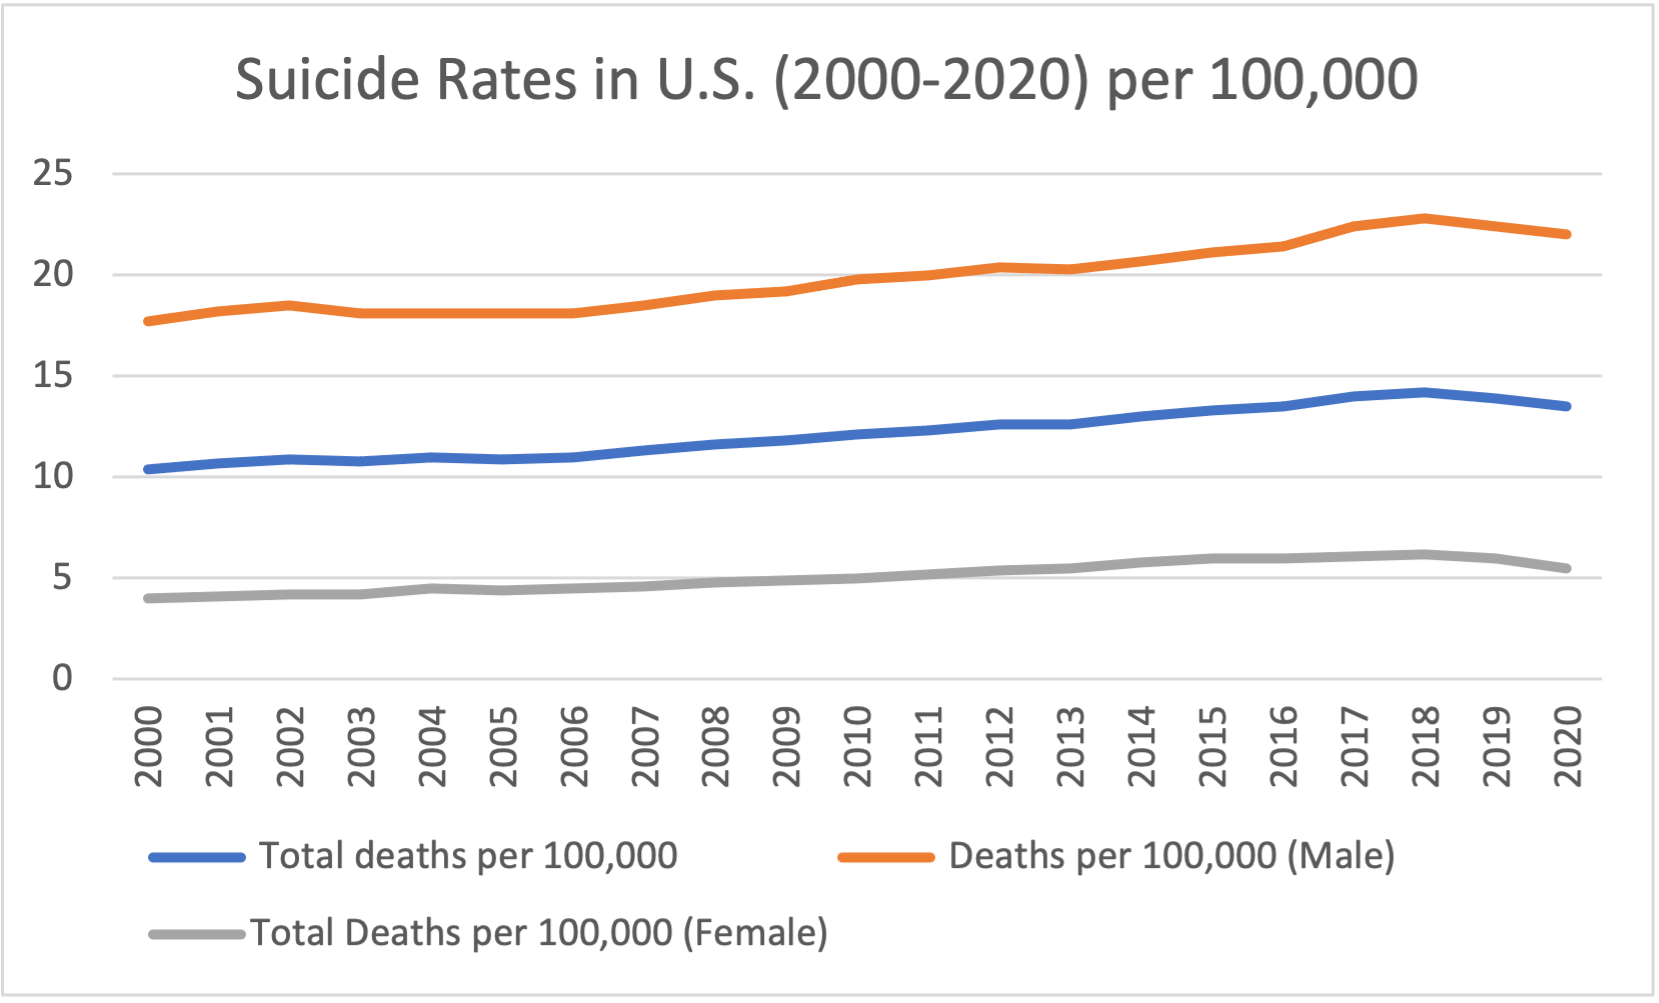 Suicide Rates in U.S. (2000-2020) per 100,000
25
20
15
10
5
0
2000 2001 2002 2003 2004 2005 2006 2007 2008 2009 2010 2011 2012 2013 2014 2015 2016 2017 2018 2019 2020
Total deaths per 100,000 Deaths per 100,000 (Male)
Total Deaths per 100,000 (Female)